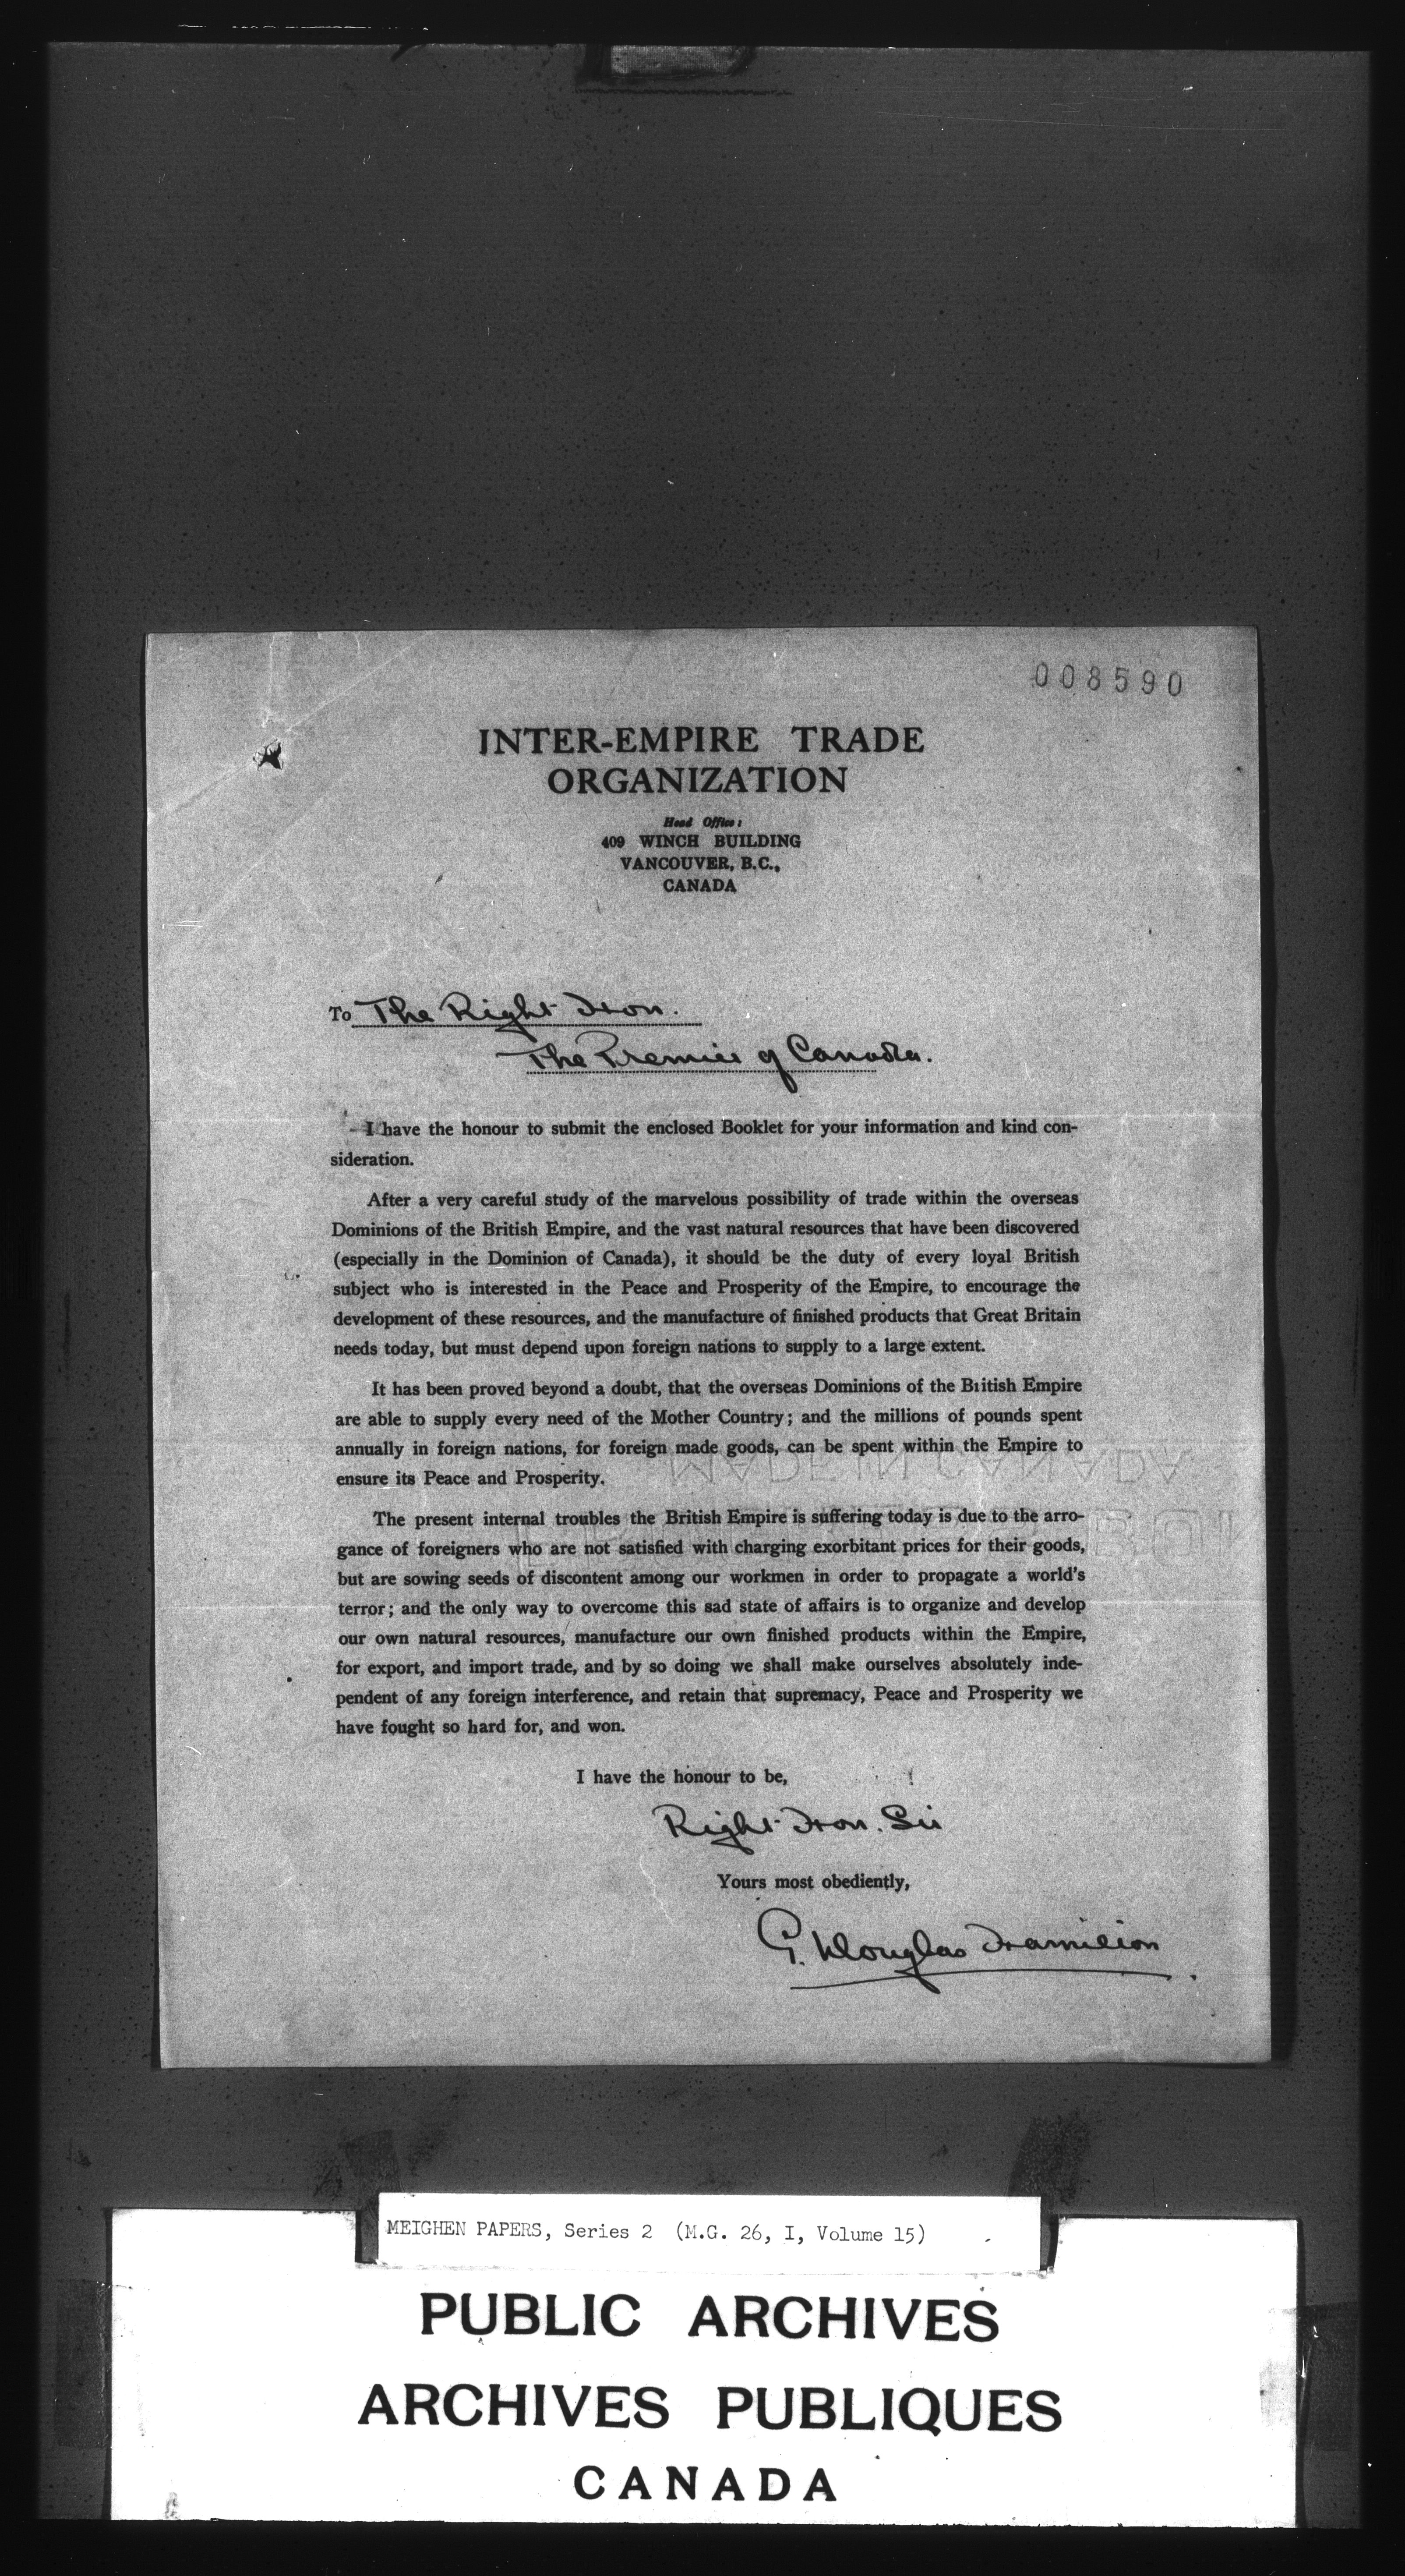 008590
INTER-EMPIRE TRADE
ORGANIZATION
Head Office:
409 WINCH BUILDING
VANCOUVER, B.C.,
CANADA
To The Right Hon.
The Premier of Canada.
I have the honour to submit the enclosed Booklet for your information and kind con-
sideration.
After a very careful study of the marvelous possibility of trade within the overseas
Dominions of the British Empire, and the vast natural resources that have been discovered
(especially in the Dominion of Canada), it should be the duty of every loyal British
subject who is interested in the Peace and Prosperity of the Empire, to encourage the
development of these resources, and the manufacture of finished products that Great Britain
needs today, but must depend upon foreign nations to supply to a large extent.
It has been proved beyond a doubt, that the overseas Dominions of the British Empire
are able to supply every need of the Mother Country; and the millions of pounds spent
annually in foreign nations, for foreign made goods, can be spent within the Empire to
ensure its Peace and Prosperity.
MADE IN CANADA
The present internal troubles the British Empire is suffering today is due to the arro-
gance of foreigners who are not satisfied with charging exorbitant prices for their goods,
but are sowing seeds of discontent among our workmen in order to propagate a world's
terror; and the only way to overcome this sad state of affairs is to organize and develop
our own natural resources, manufacture our own finished products within the Empire,
for export, and import trade, and by so doing we shall make ourselves absolutely inde-
pendent of any foreign interference, and retain that supremacy, Peace and Prosperity we
have fought so hard for, and won.
I have the honour to be,
Right Hon. Sir
Yours most obediently,
G. Douglas Hamilton
MEIGHEN PAPERS, Series 2 (M.G. 26, I, Volume 15)
PUBLIC ARCHIVES
ARCHIVES PUBLIQUES
CANADA